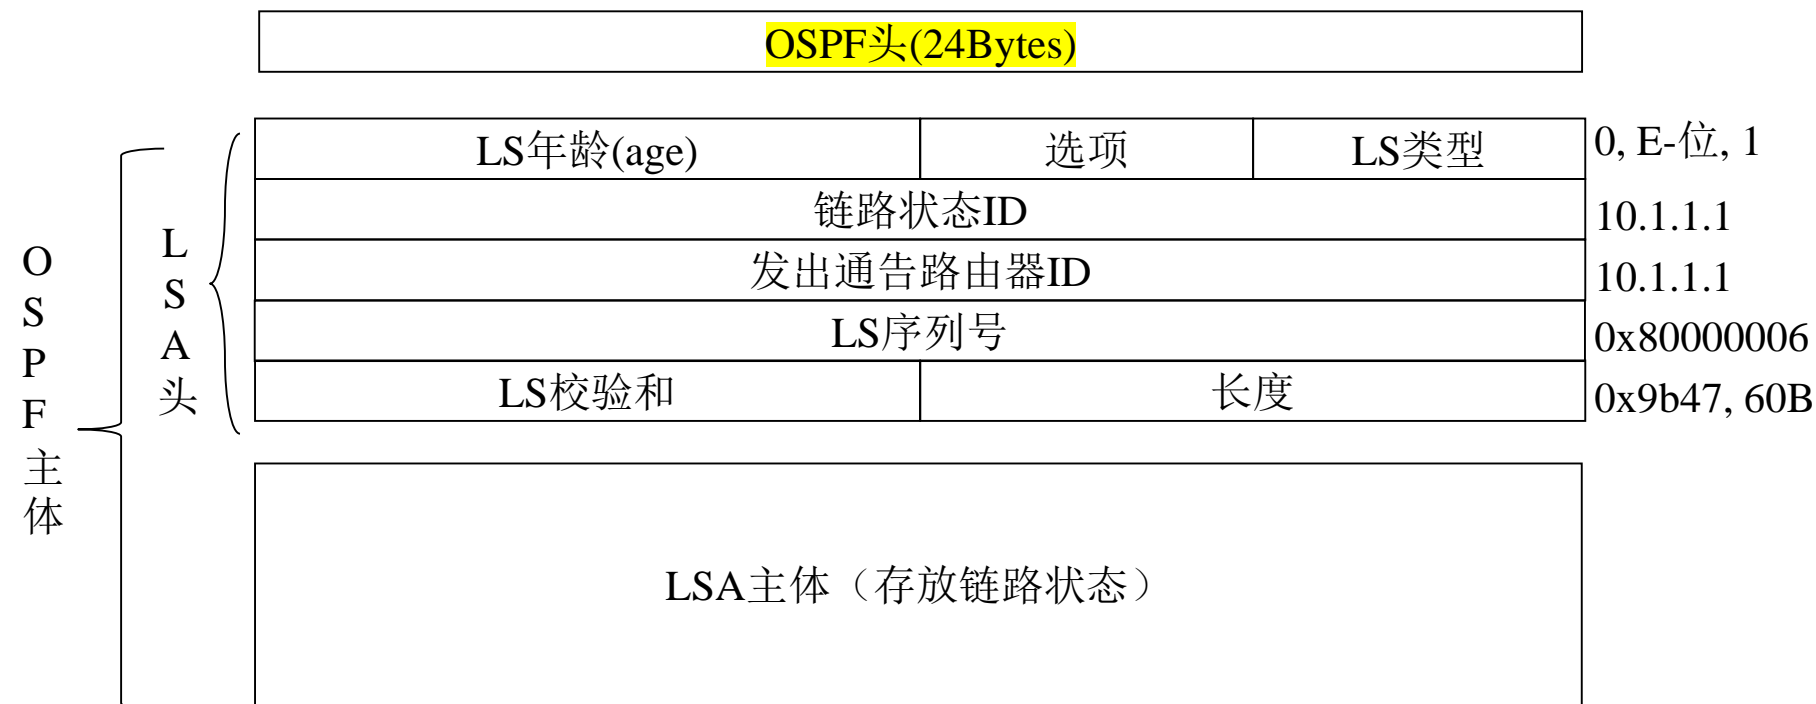 OSPF头(24Bytes)
LS年龄(age) 选项 LS类型 0, E-位, 1
链路状态ID 10.1.1.1
发出通告路由器ID 10.1.1.1
LS序列号 0x80000006
LS校验和 长度 0x9b47, 60B
OSPF主体
LSA头
LSA主体（存放链路状态）